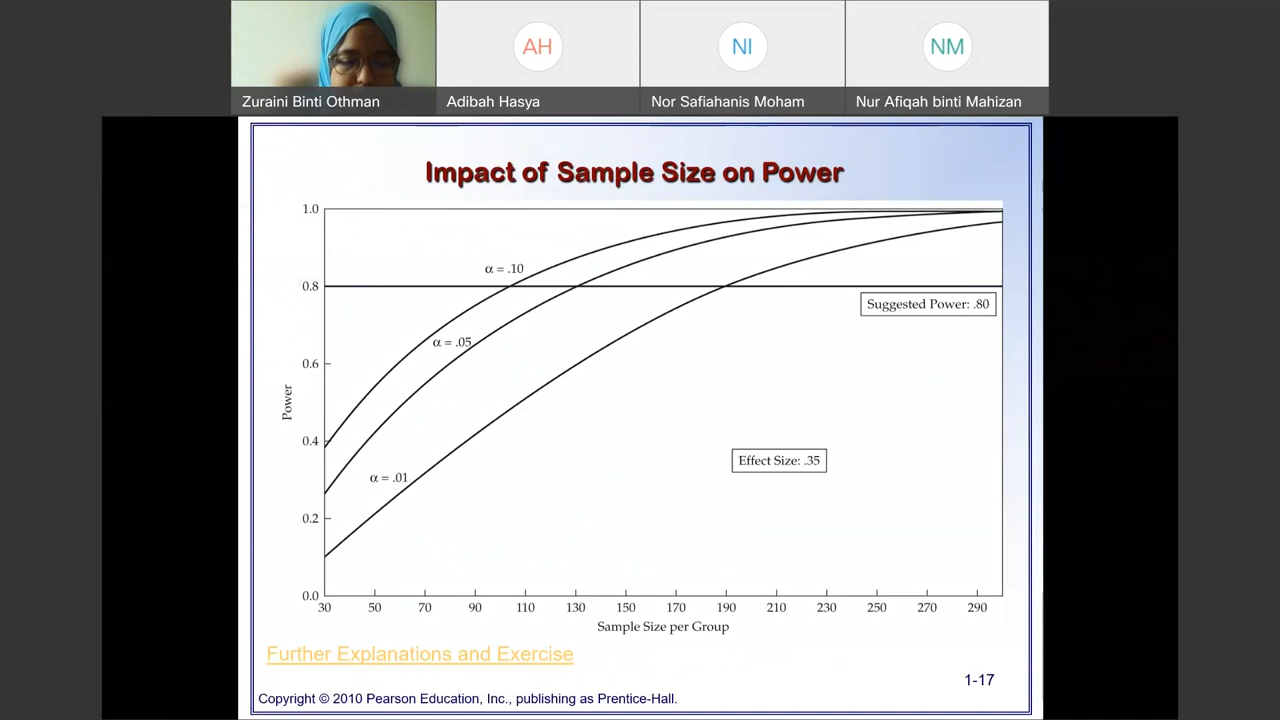 AH
NI
NM
Zuraini Binti Othman
Adibah Hasya
Nor Safiahanis Moham
Nur Afiqah binti Mahizan
Impact of Sample Size on Power
1.0
α = .10
0.8
Suggested Power: .80
α = .05
0.6
Power
0.4
Effect Size: .35
α = .01
0.2
0.0
30 50 70 90 110 130 150 170 190 210 230 250 270 290
Sample Size per Group
Further Explanations and Exercise
1-17
Copyright © 2010 Pearson Education, Inc., publishing as Prentice-Hall.